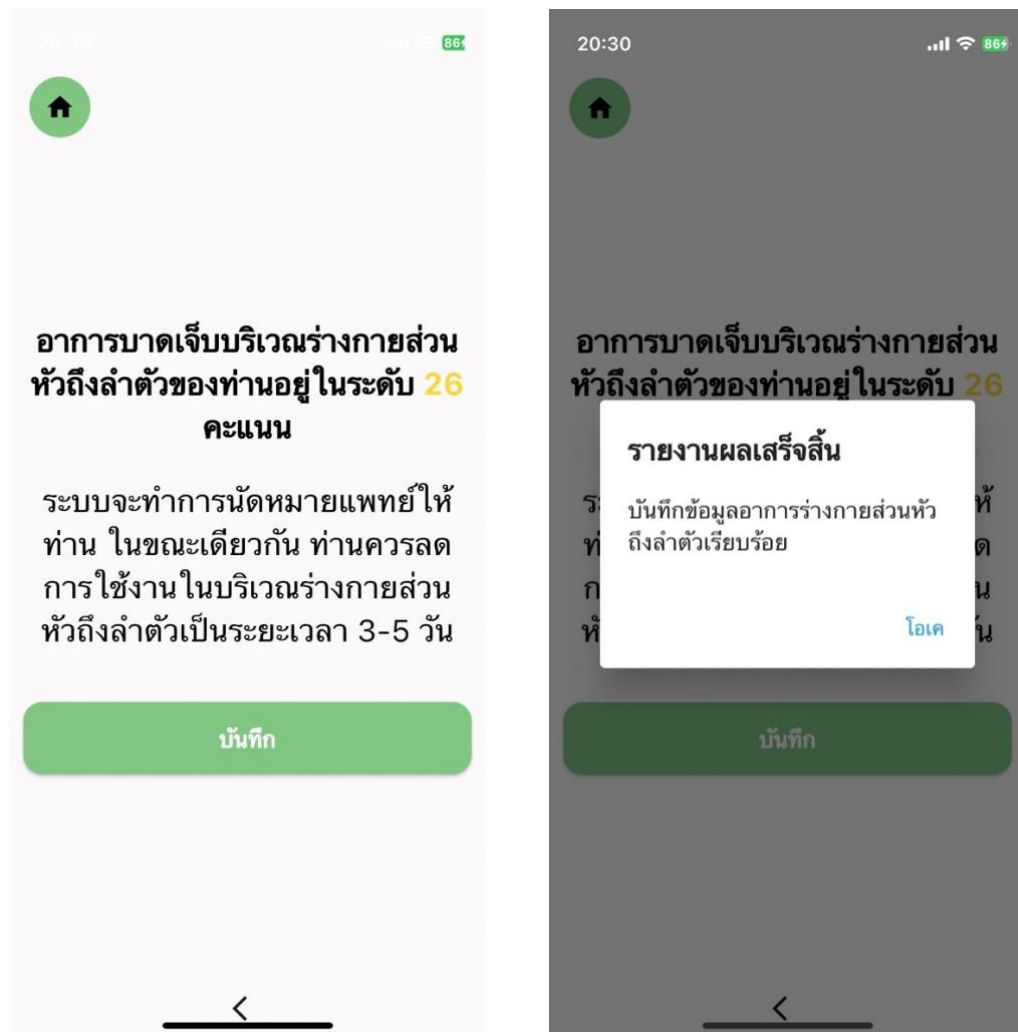 86
อาการบาดเจ็บบริเวณร่างกายส่วน
หัวถึงลำตัวของท่านอยู่ในระดับ 26
คะแนน
ระบบจะทำการนัดหมายแพทย์ให้
ท่าน ในขณะเดียวกัน ท่านควรลด
การใช้งานในบริเวณร่างกายส่วน
หัวถึงลำตัวเป็นระยะเวลา 3-5 วัน
บันทึก
20:30
86
อาการบาดเจ็บบริเวณร่างกายส่วน
หัวถึงลำตัวของท่านอยู่ในระดับ 26
รายงานผลเสร็จสิ้น
บันทึกข้อมูลอาการร่างกายส่วนหัว
ถึงลำตัวเรียบร้อย
โอเค
บันทึก